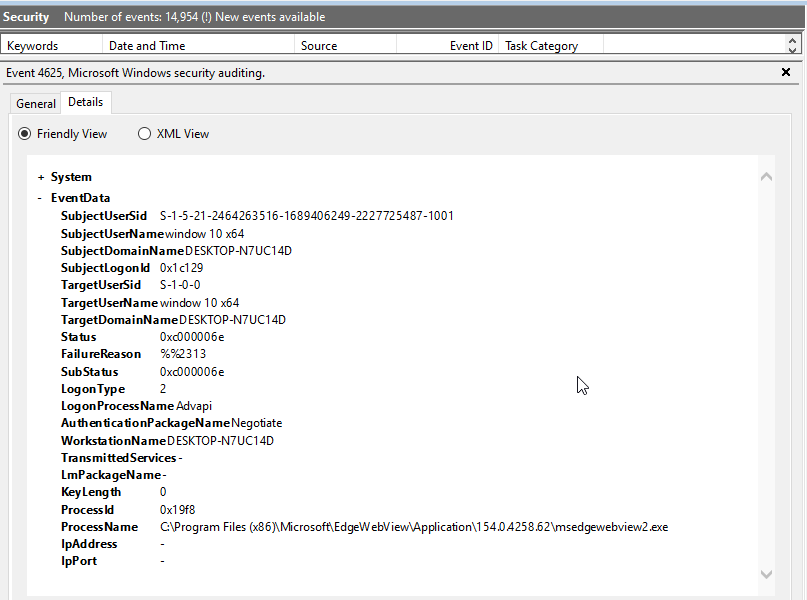 Security Number of events: 14,954 (!) New events available
Keywords Date and Time Source Event ID Task Category
Event 4625, Microsoft Windows security auditing.
General Details
Friendly View XML View
+ System
- EventData
SubjectUserSid S-1-5-21-2464263516-1689406249-2227725487-1001
SubjectUserName window 10 x64
SubjectDomainName DESKTOP-N7UC14D
SubjectLogonId 0x1c129
TargetUserSid S-1-0-0
TargetUserName window 10 x64
TargetDomainName DESKTOP-N7UC14D
Status 0xc000006e
FailureReason %%2313
SubStatus 0xc000006e
LogonType 2
LogonProcessName Advapi
AuthenticationPackageName Negotiate
WorkstationName DESKTOP-N7UC14D
TransmittedServices -
LmPackageName -
KeyLength 0
ProcessId 0x19f8
ProcessName C:\Program Files (x86)\Microsoft\EdgeWebView\Application\154.0.4258.62\msedgewebview2.exe
IpAddress -
IpPort -